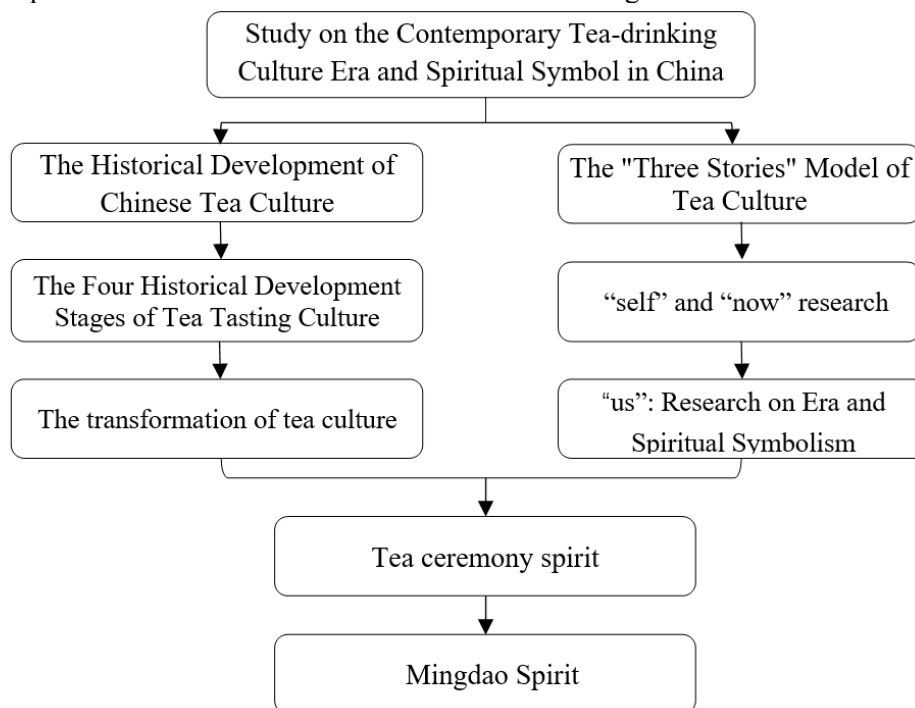 Study on the Contemporary Tea-drinking
Culture Era and Spiritual Symbol in China
The Historical Development of
Chinese Tea Culture
The "Three Stories" Model of
Tea Culture
The Four Historical Development
Stages of Tea Tasting Culture
“self” and “now” research
The transformation of tea culture
“us”: Research on Era and
Spiritual Symbolism
Tea ceremony spirit
Mingdao Spirit